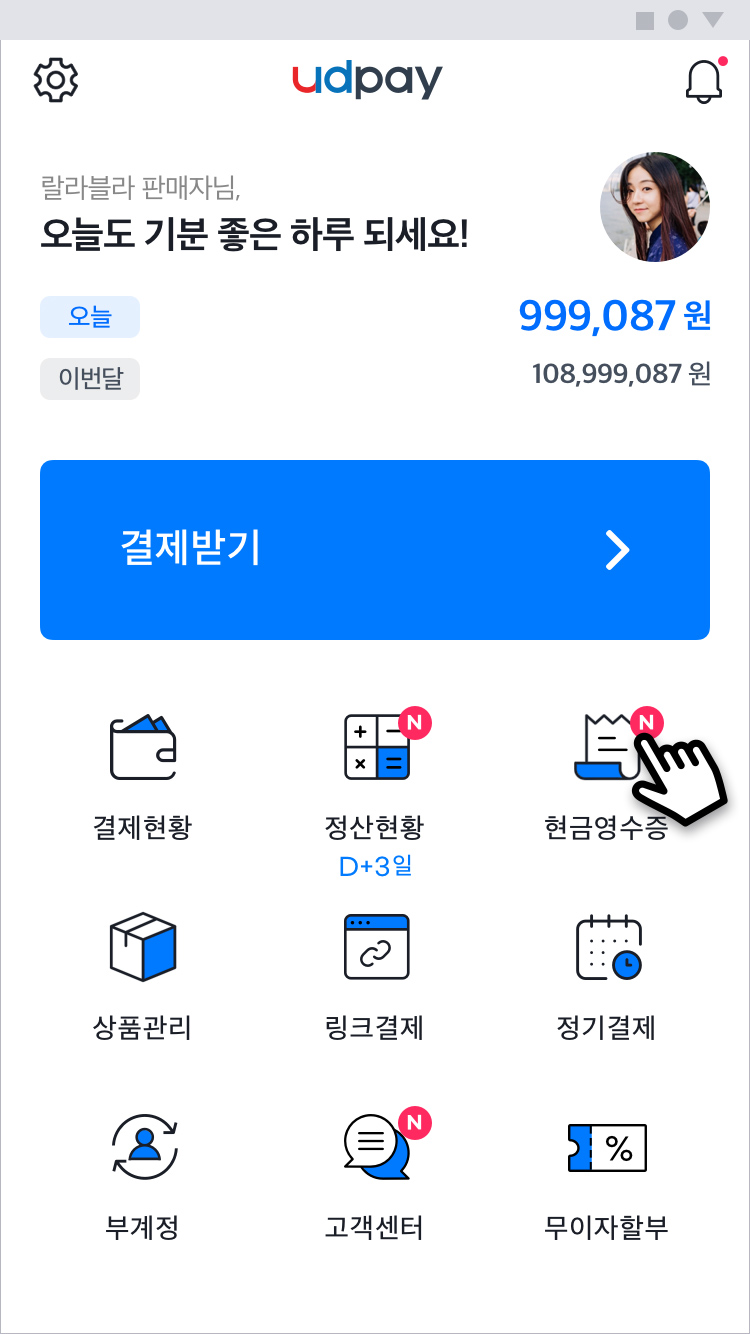 udpay
랄라블라 판매자님,
오늘도 기분 좋은 하루 되세요!
오늘
999,087 원
이번달
108,999,087 원
결제받기
N
N
결제현황
정산현황
현금영수증
D+3일
상품관리
링크결제
정기결제
N
%
부계정
고객센터
무이자할부